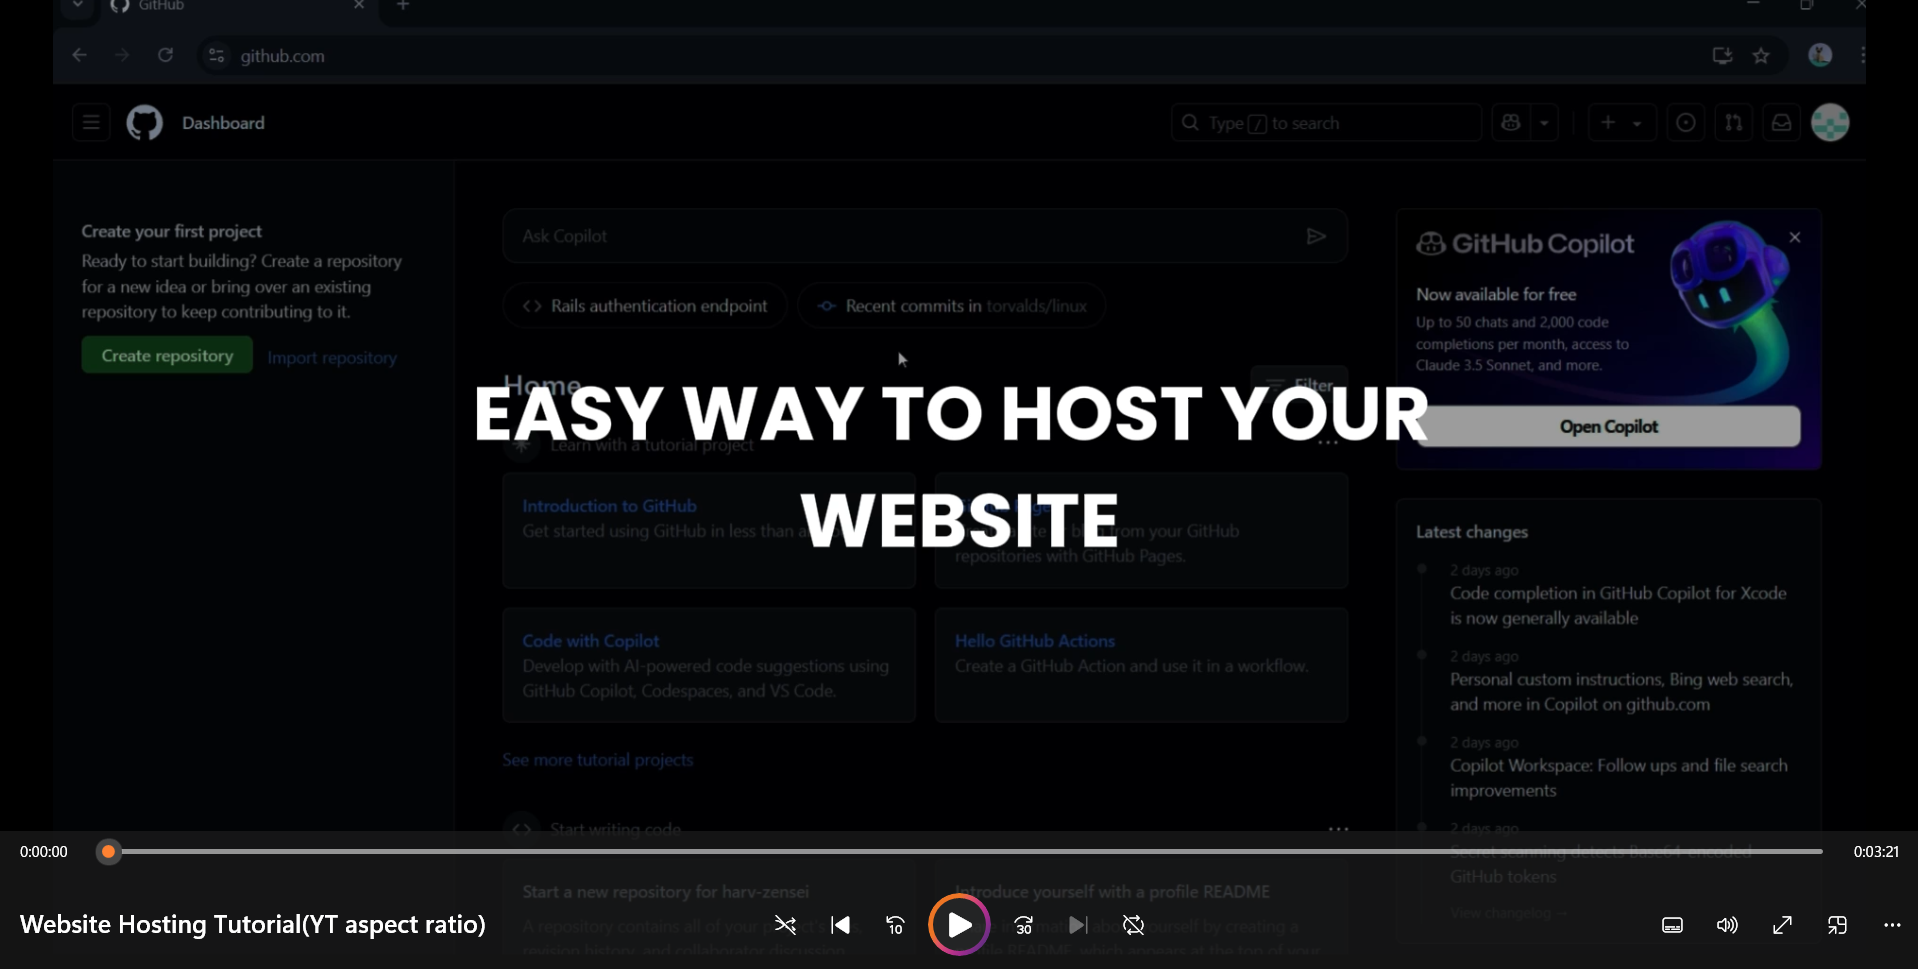 GitHub
github.com
Dashboard
Type / to search
Create your first project
Ready to start building? Create a repository
for a new idea or bring over an existing
repository to keep contributing to it.
Create repository
Import repository
Ask Copilot
Rails authentication endpoint
Recent commits in torvalds/linux
Home
Filter
EASY WAY TO HOST YOUR
WEBSITE
Learn with a tutorial project
Introduction to GitHub
Get started using GitHub in less than
from your GitHub
repositories with GitHub Pages.
Code with Copilot
Develop with AI-powered code suggestions using
GitHub Copilot, Codespaces, and VS Code.
Hello GitHub Actions
Create a GitHub Action and use it in a workflow.
See more tutorial projects
Start writing code
Start a new repository for harv-zensei
A repository contains all of your project's
revision history, and collaborator discussion.
Introduce yourself with a profile README
yourself by creating a
profile README, which appears at the top of your
GitHub Copilot
Now available for free
Up to 50 chats and 2,000 code
completions per month, access to
Claude 3.5 Sonnet, and more.
Open Copilot
Latest changes
2 days ago
Code completion in GitHub Copilot for Xcode
is now generally available
2 days ago
Personal custom instructions, Bing web search,
and more in Copilot on github.com
2 days ago
Copilot Workspace: Follow ups and file search
improvements
2 days ago
Secret scanning detects Base64-encoded
GitHub tokens
View changelog →
0:00:00
0:03:21
Website Hosting Tutorial(YT aspect ratio)
10
30